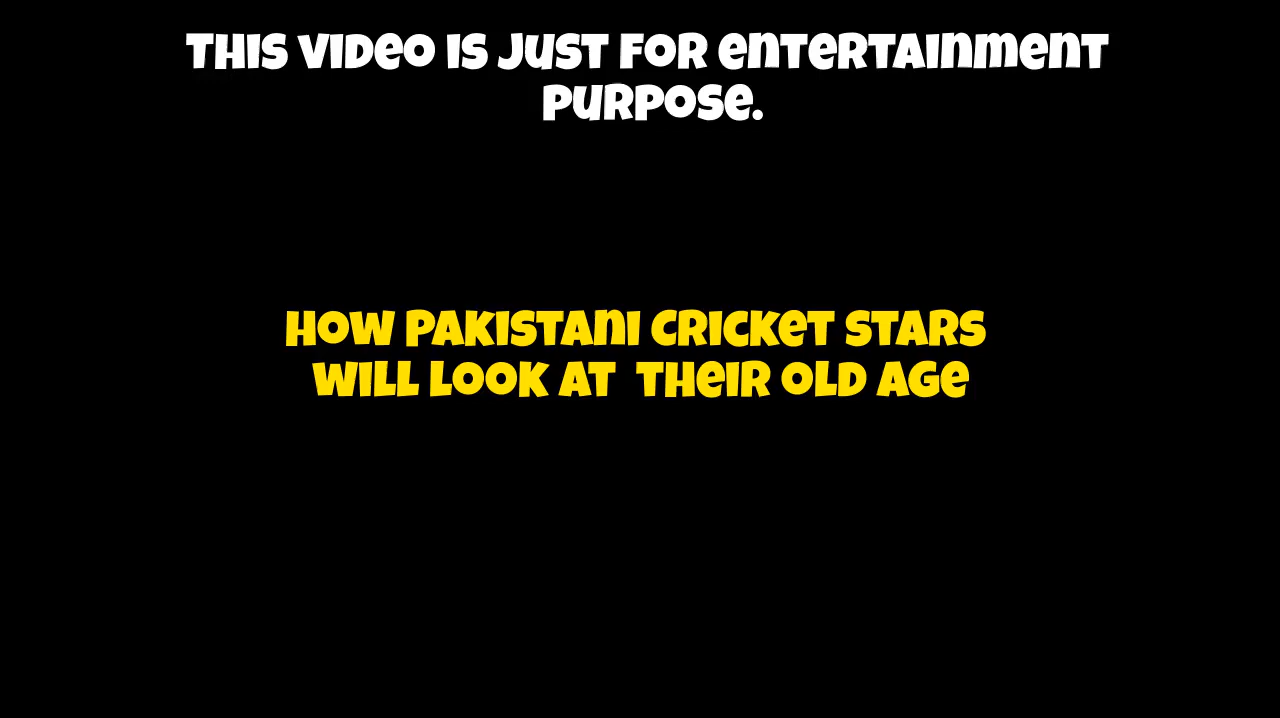 THIS VIDEO IS JUST FOR ENTERTAINMENT
PURPOSE.
HOW PAKISTANI CRICKET STARS
WILL LOOK AT  THEIR OLD AGE